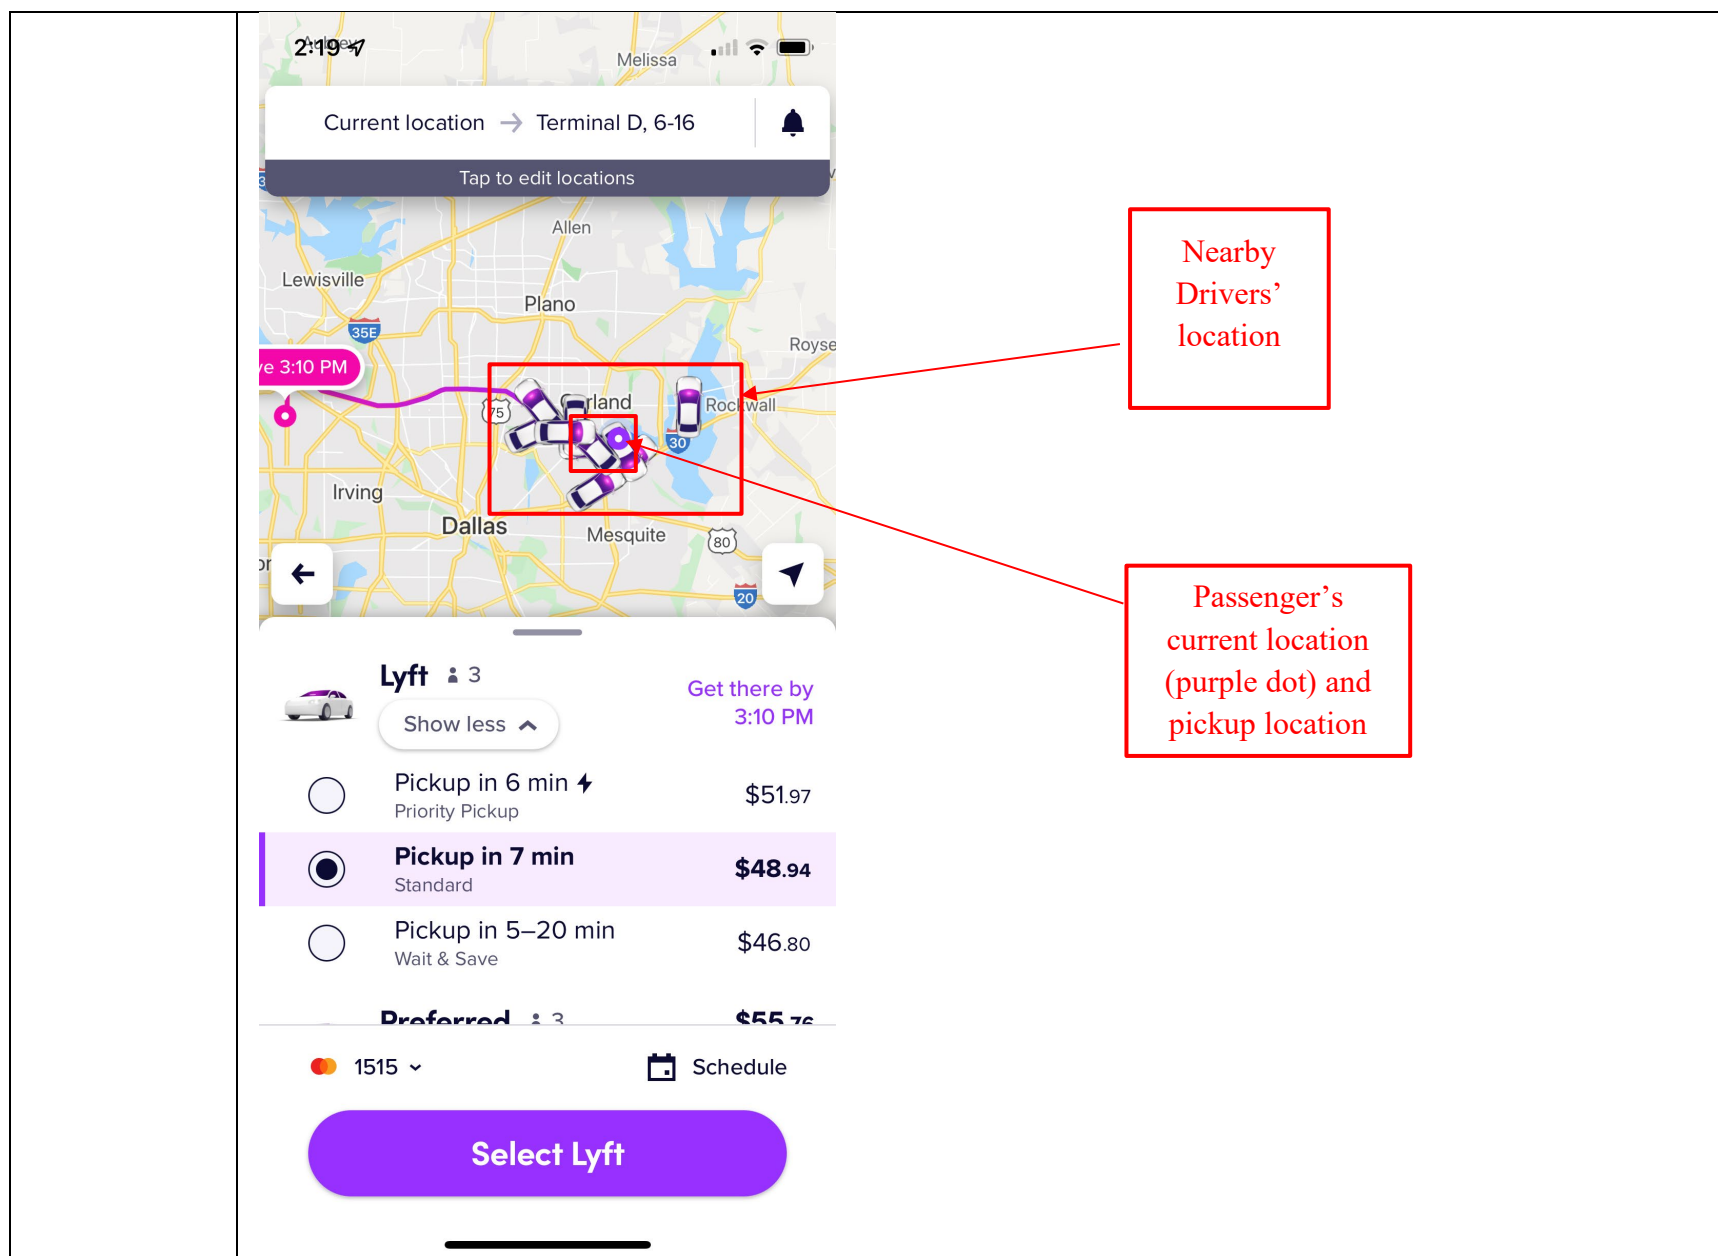 2:19
Aubrey
Melissa
Current location → Terminal D, 6-16
Tap to edit locations
Allen
Lewisville
Plano
35E
Royse
ve 3:10 PM
75
rland
Rockwall
30
Irving
Dallas
Mesquite
80
20
Nearby
Drivers’
location
Passenger’s
current location
(purple dot) and
pickup location
Lyft 3
Get there by
3:10 PM
Show less
Pickup in 6 min
Priority Pickup
$51.97
Pickup in 7 min
Standard
$48.94
Pickup in 5–20 min
Wait & Save
$46.80
Preferred 3
$55.76
1515
Schedule
Select Lyft